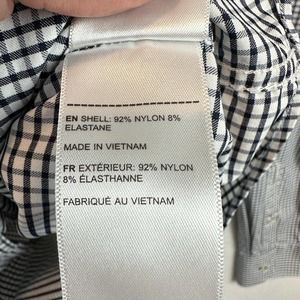 EN SHELL: 92% NYLON 8%
ELASTANE
MADE IN VIETNAM
FR EXTÉRIEUR: 92% NYLON
8% ÉLASTHANNE
FABRIQUÉ AU VIETNAM